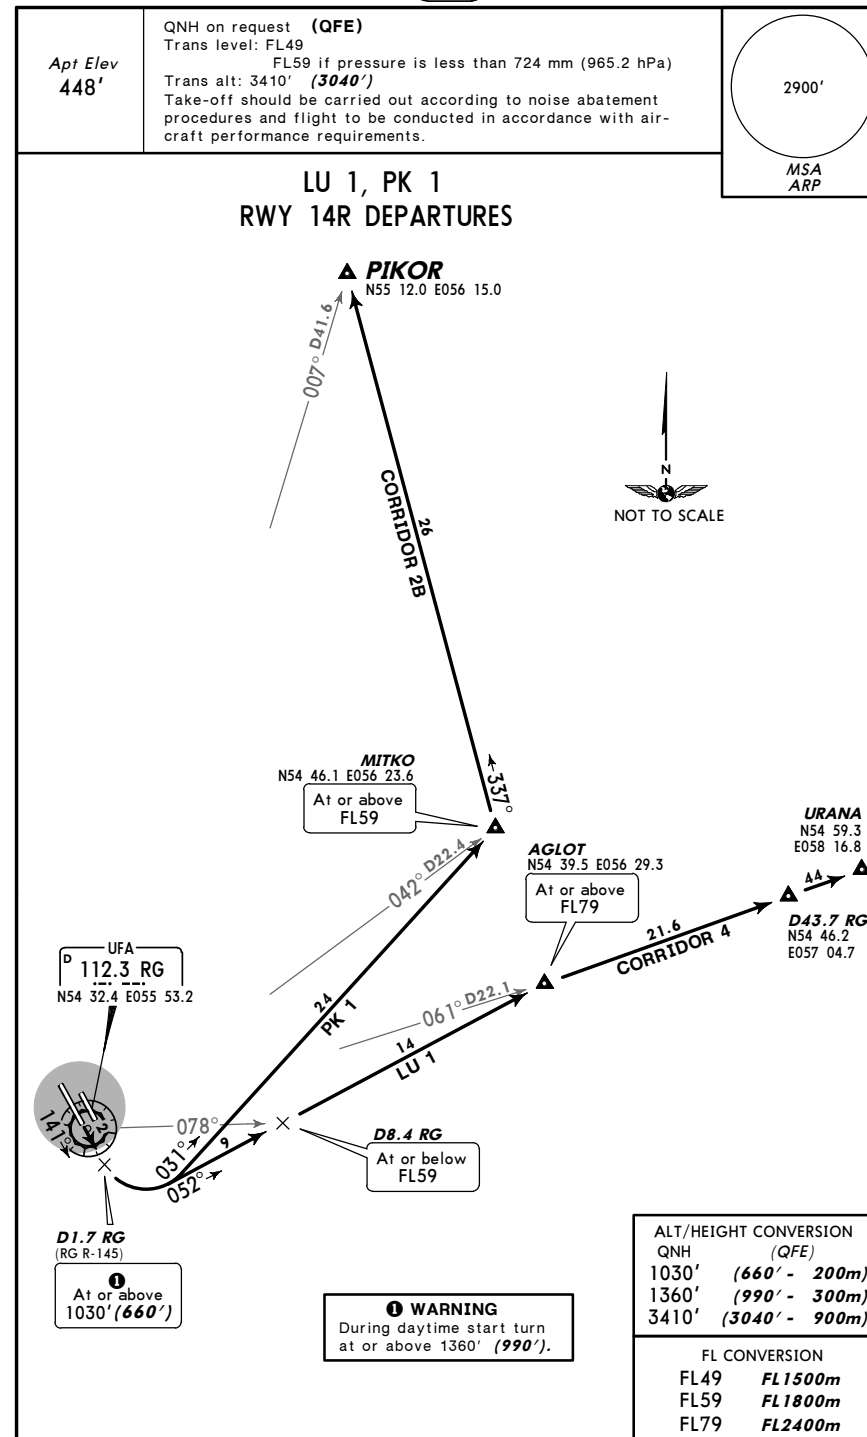 Apt Elev
448'
QNH on request (QFE)
Trans level: FL49
FL59 if pressure is less than 724 mm (965.2 hPa)
Trans alt: 3410' (3040')
Take-off should be carried out according to noise abatement
procedures and flight to be conducted in accordance with air-
craft performance requirements.
2900'
MSA
ARP
LU 1, PK 1
RWY 14R DEPARTURES
PIKOR
N55 12.0 E056 15.0
007° D41.6
CORRIDOR 2B
26
N
NOT TO SCALE
337°
MITKO
N54 46.1 E056 23.6
At or above
FL59
042° D22.4
AGLOT
N54 39.5 E056 29.3
At or above
FL79
URANA
N54 59.3
E058 16.8
44
D43.7 RG
N54 46.2
E057 04.7
21.6
CORRIDOR 4
UFA
D 112.3 RG
N54 32.4 E055 53.2
24
PK 1
061° D22.1
14
LU 1
141°
2
078°
031°
052°
9
D8.4 RG
At or below
FL59
D1.7 RG
(RG R-145)
1
At or above
1030' (660')
1 WARNING
During daytime start turn
at or above 1360' (990').
ALT/HEIGHT CONVERSION
QNH (QFE)
1030' (660' - 200m)
1360' (990' - 300m)
3410' (3040' - 900m)
FL CONVERSION
FL49 FL1500m
FL59 FL1800m
FL79 FL2400m